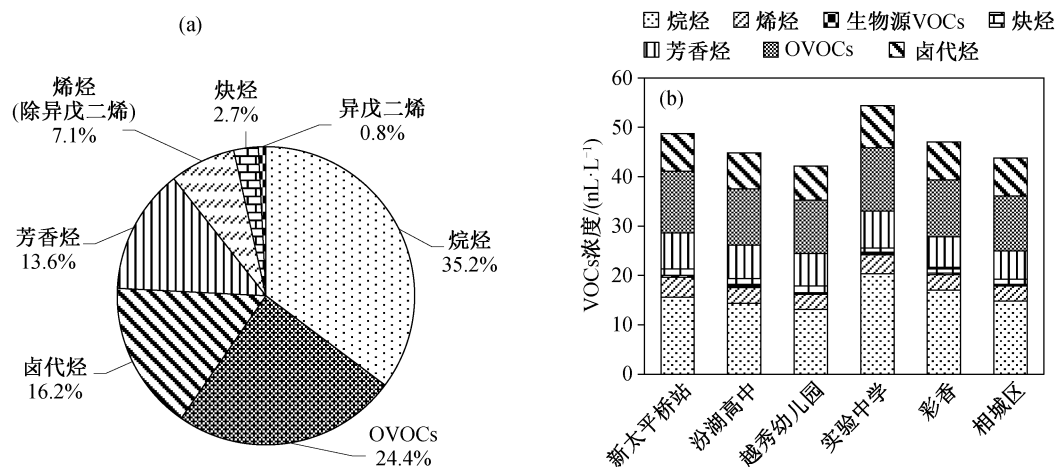 (a)
烯烃
(除异戊二烯)
7.1%
炔烃
2.7%
异戊二烯
0.8%
芳香烃
13.6%
烷烃
35.2%
卤代烃
16.2%
OVOCs
24.4%
烷烃 烯烃 生物源VOCs 炔烃
芳香烃 OVOCs 卤代烃
(b)
VOCs浓度/(nL·L⁻¹)
60
50
40
30
20
10
0
新太平桥站
汾湖高中
越秀幼儿园
实验中学
彩香
相城区